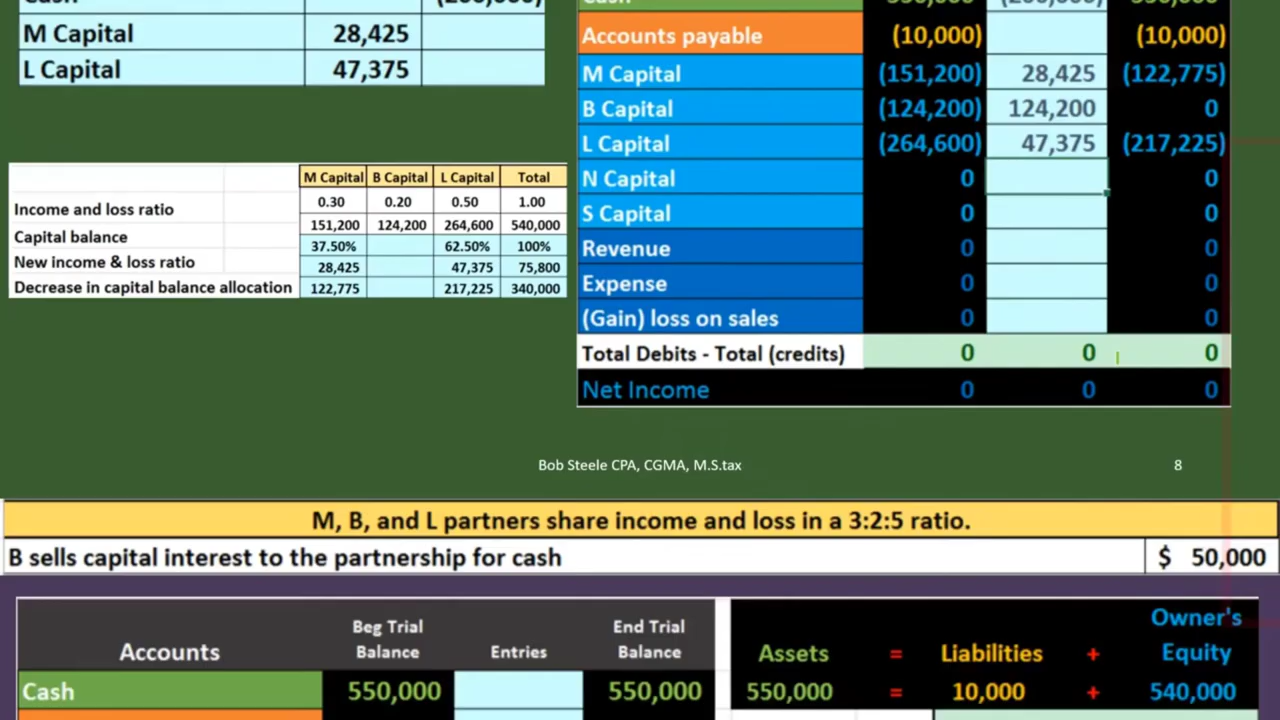 M Capital 28,425
L Capital 47,375
Accounts payable (10,000) (10,000)
M Capital (151,200) 28,425 (122,775)
B Capital (124,200) 124,200 0
L Capital (264,600) 47,375 (217,225)
N Capital 0 0
S Capital 0 0
Revenue 0 0
Expense 0 0
(Gain) loss on sales 0 0
Total Debits - Total (credits) 0 0 0
Net Income 0 0 0
M Capital B Capital L Capital Total
Income and loss ratio 0.30 0.20 0.50 1.00
Capital balance 151,200 124,200 264,600 540,000
New income & loss ratio 37.50% 62.50% 100%
28,425 47,375 75,800
Decrease in capital balance allocation 122,775 217,225 340,000
Bob Steele CPA, CGMA, M.S.tax 8
M, B, and L partners share income and loss in a 3:2:5 ratio.
B sells capital interest to the partnership for cash $ 50,000
Accounts Beg Trial Balance Entries End Trial Balance
Assets = Liabilities + Owner's Equity
Cash 550,000 550,000
550,000 = 10,000 + 540,000